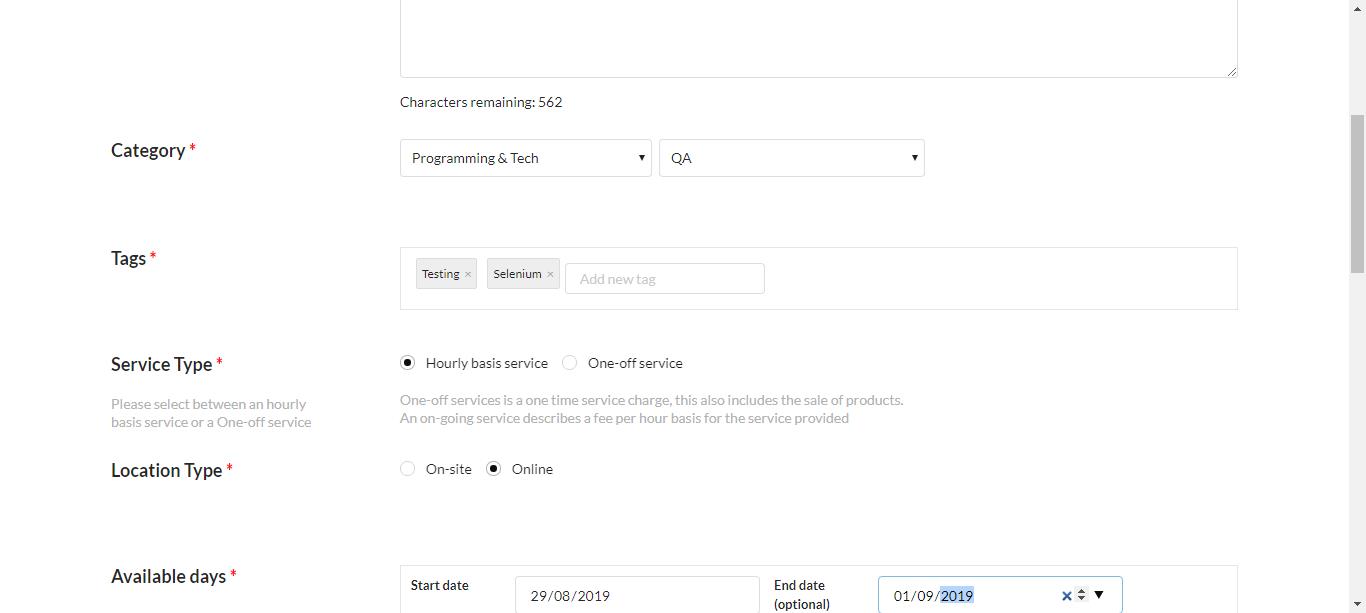 Characters remaining: 562
Category *
Programming & Tech
QA
Tags *
Testing ×
Selenium ×
Add new tag
Service Type *
Hourly basis service
One-off service
Please select between an hourly
basis service or a One-off service
One-off services is a one time service charge, this also includes the sale of products.
An on-going service describes a fee per hour basis for the service provided
Location Type *
On-site
Online
Available days *
Start date
29/08/2019
End date
(optional)
01/09/2019